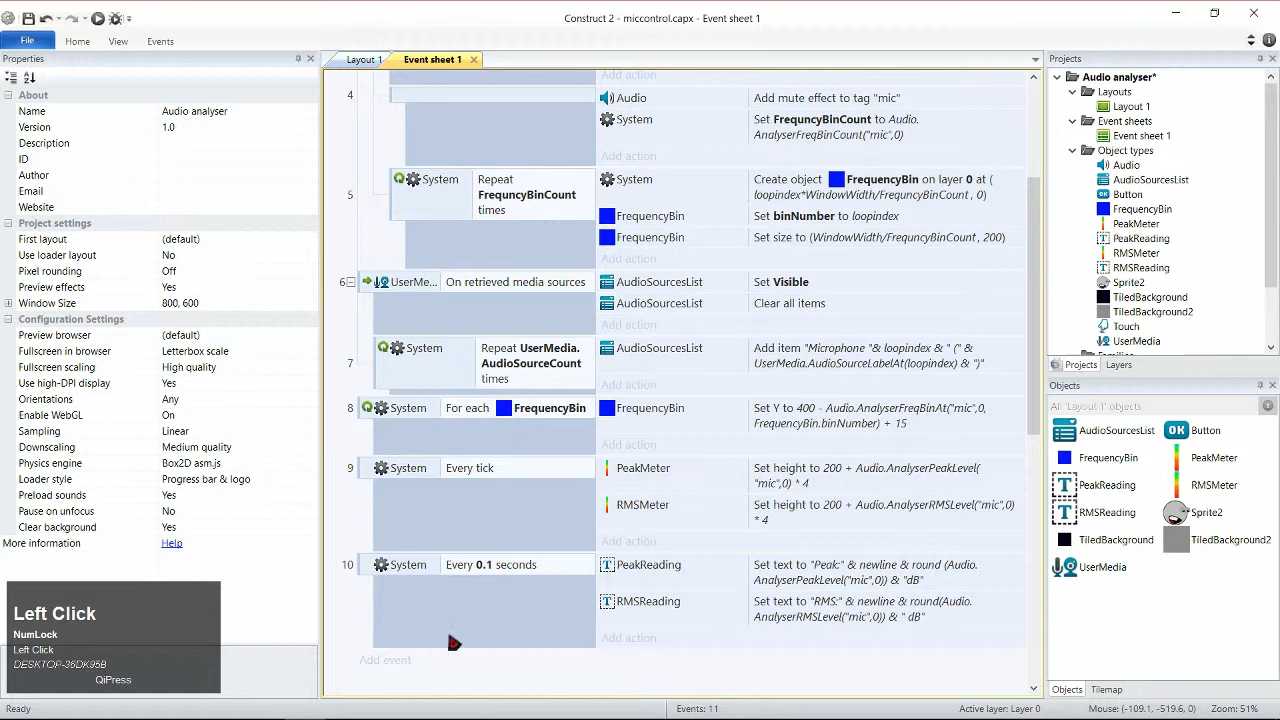 Construct 2 - miccontrol.capx - Event sheet 1
File
Home
View
Events
Properties
Layout 1
Event sheet 1
Projects
About
Name
Audio analyser
Version
1.0
Description
ID
Author
Email
Website
Project settings
First layout
(default)
Use loader layout
No
Pixel rounding
Off
Preview effects
Yes
Window Size
800, 600
Configuration Settings
Preview browser
(default)
Fullscreen in browser
Letterbox scale
Fullscreen scaling
High quality
Use high-DPI display
Yes
Orientations
Any
Enable WebGL
On
Sampling
Linear
Downscaling
Medium quality
Physics engine
Box2D asm.js
Loader style
Progress bar & logo
Preload sounds
Yes
Pause on unfocus
No
Clear background
Yes
More information
Help
Left Click
NumLock
Left Click
DESKTOP-36DK95B
QiPress
Add action
4
Audio
Add mute effect to tag "mic"
System
Set FrequncyBinCount to Audio.
AnalyserFreqBinCount("mic",0)
Add action
5
System
Repeat
FrequncyBinCount
times
System
Create object FrequencyBin on layer 0 at (
loopindex*WindowWidth/FrequncyBinCount , 0)
FrequencyBin
Set binNumber to loopindex
FrequencyBin
Set size to (WindowWidth/FrequncyBinCount , 200)
Add action
6
UserMe...
On retrieved media sources
AudioSourcesList
Set Visible
AudioSourcesList
Clear all items
Add action
7
System
Repeat UserMedia.
AudioSourceCount
times
AudioSourcesList
Add item "Microphone "& loopindex & " (" &
UserMedia.AudioSourceLabelAt(loopindex) & ")"
Add action
8
System
For each FrequencyBin
FrequencyBin
Set Y to 400 - Audio.AnalyserFreqBinAt("mic",0,
FrequencyBin.binNumber) + 15
Add action
9
System
Every tick
PeakMeter
Set height to 200 + Audio.AnalyserPeakLevel(
"mic",0) * 4
RMSMeter
Set height to 200 + Audio.AnalyserRMSLevel("mic",0)
* 4
Add action
10
System
Every 0.1 seconds
PeakReading
Set text to "Peak:" & newline & round (Audio.
AnalyserPeakLevel("mic",0)) & "dB"
RMSReading
Set text to "RMS:" & newline & round(Audio.
AnalyserRMSLevel("mic",0)) & " dB"
Add action
Add event
Audio analyser*
Layouts
Layout 1
Event sheets
Event sheet 1
Object types
Audio
AudioSourcesList
Button
FrequencyBin
PeakMeter
PeakReading
RMSMeter
RMSReading
Sprite2
TiledBackground
TiledBackground2
Touch
UserMedia
Projects
Layers
Objects
All 'Layout 1' objects
AudioSourcesList
OK
Button
FrequencyBin
PeakMeter
PeakReading
RMSMeter
RMSReading
Sprite2
TiledBackground
TiledBackground2
UserMedia
Objects
Tilemap
Ready
Events: 11
Active layer: Layer 0
Mouse: (-109.1, -519.6, 0)
Zoom: 51%